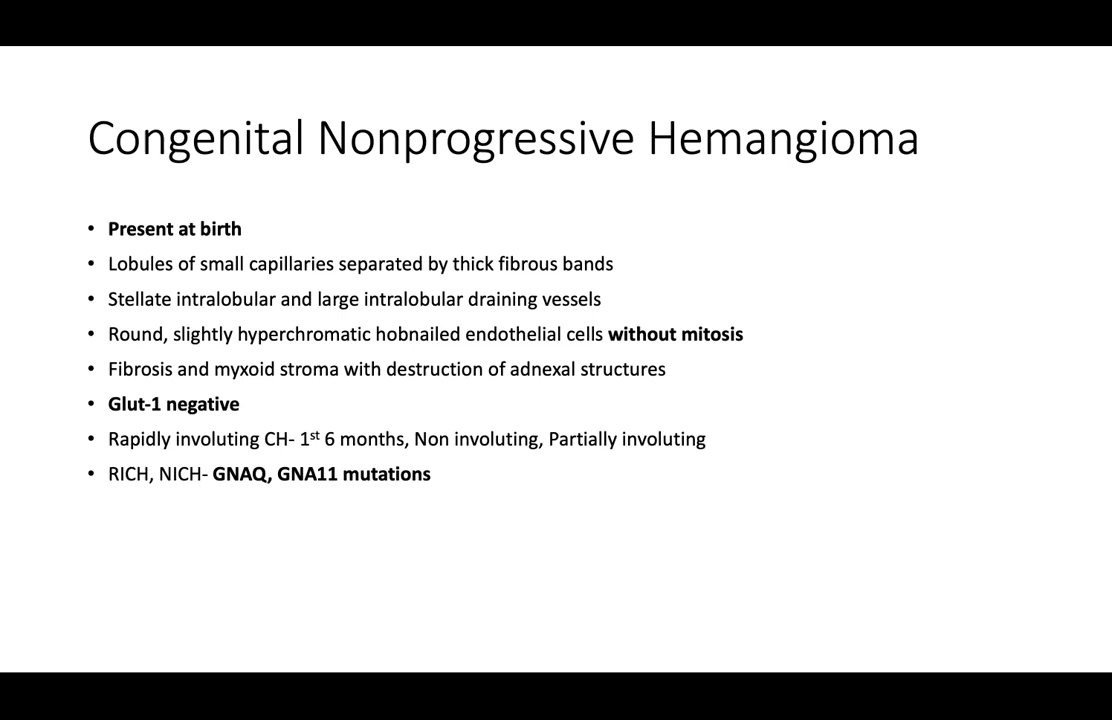 Congenital Nonprogressive Hemangioma
• Present at birth
• Lobules of small capillaries separated by thick fibrous bands
• Stellate intralobular and large intralobular draining vessels
• Round, slightly hyperchromatic hobnailed endothelial cells without mitosis
• Fibrosis and myxoid stroma with destruction of adnexal structures
• Glut-1 negative
• Rapidly involuting CH- 1st 6 months, Non involuting, Partially involuting
• RICH, NICH- GNAQ, GNA11 mutations